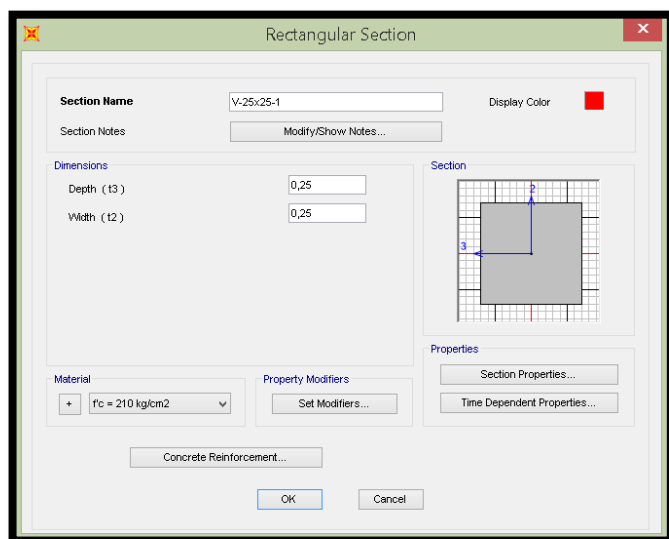 Rectangular Section
x
Section Name
V-25x25-1
Display Color
Section Notes
Modify/Show Notes...
Dimensions
Depth ( t3 )
0,25
Width ( t2 )
0,25
Section
2
3
Properties
Section Properties...
Time Dependent Properties...
Material
+
f'c = 210 kg/cm2
Property Modifiers
Set Modifiers...
Concrete Reinforcement...
OK
Cancel